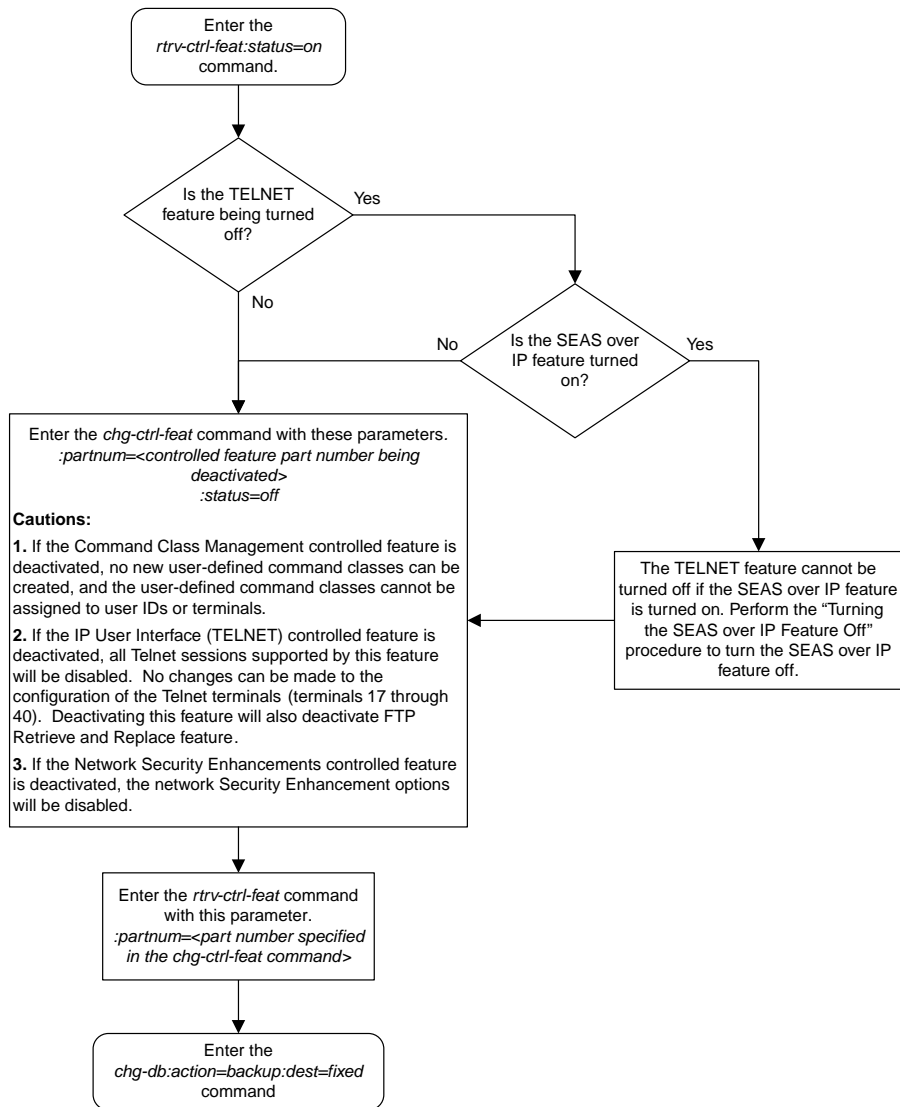 Enter the
rtrv-ctrl-feat:status=on
command.
Is the TELNET
feature being turned
off?
Yes
No
Is the SEAS over
IP feature turned
on?
No
Yes
Enter the chg-ctrl-feat command with these parameters.
:partnum=<controlled feature part number being
deactivated>
:status=off
Cautions:
1. If the Command Class Management controlled feature is
deactivated, no new user-defined command classes can be
created, and the user-defined command classes cannot be
assigned to user IDs or terminals.
2. If the IP User Interface (TELNET) controlled feature is
deactivated, all Telnet sessions supported by this feature
will be disabled. No changes can be made to the
configuration of the Telnet terminals (terminals 17 through
40). Deactivating this feature will also deactivate FTP
Retrieve and Replace feature.
3. If the Network Security Enhancements controlled feature
is deactivated, the network Security Enhancement options
will be disabled.
The TELNET feature cannot be
turned off if the SEAS over IP feature
is turned on. Perform the “Turning
the SEAS over IP Feature Off”
procedure to turn the SEAS over IP
feature off.
Enter the rtrv-ctrl-feat command
with this parameter.
:partnum=<part number specified
in the chg-ctrl-feat command>
Enter the
chg-db:action=backup:dest=fixed
command